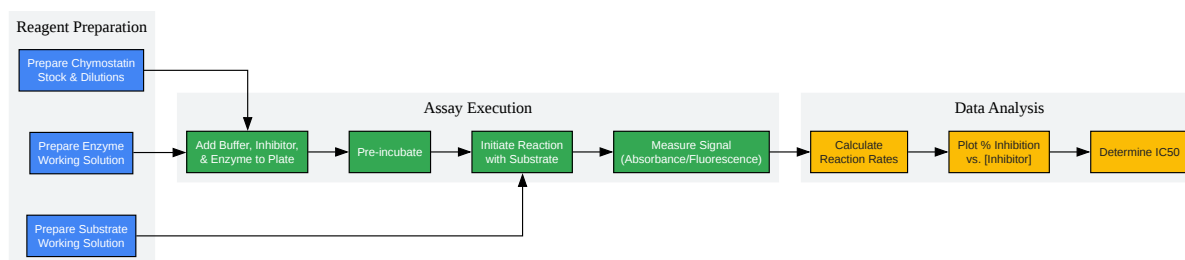 Reagent Preparation
Prepare Chymostatin
Stock & Dilutions
Prepare Enzyme
Working Solution
Prepare Substrate
Working Solution
Assay Execution
Add Buffer, Inhibitor,
& Enzyme to Plate
Pre-incubate
Initiate Reaction
with Substrate
Measure Signal
(Absorbance/Fluorescence)
Data Analysis
Calculate
Reaction Rates
Plot % Inhibition
vs. [Inhibitor]
Determine IC50